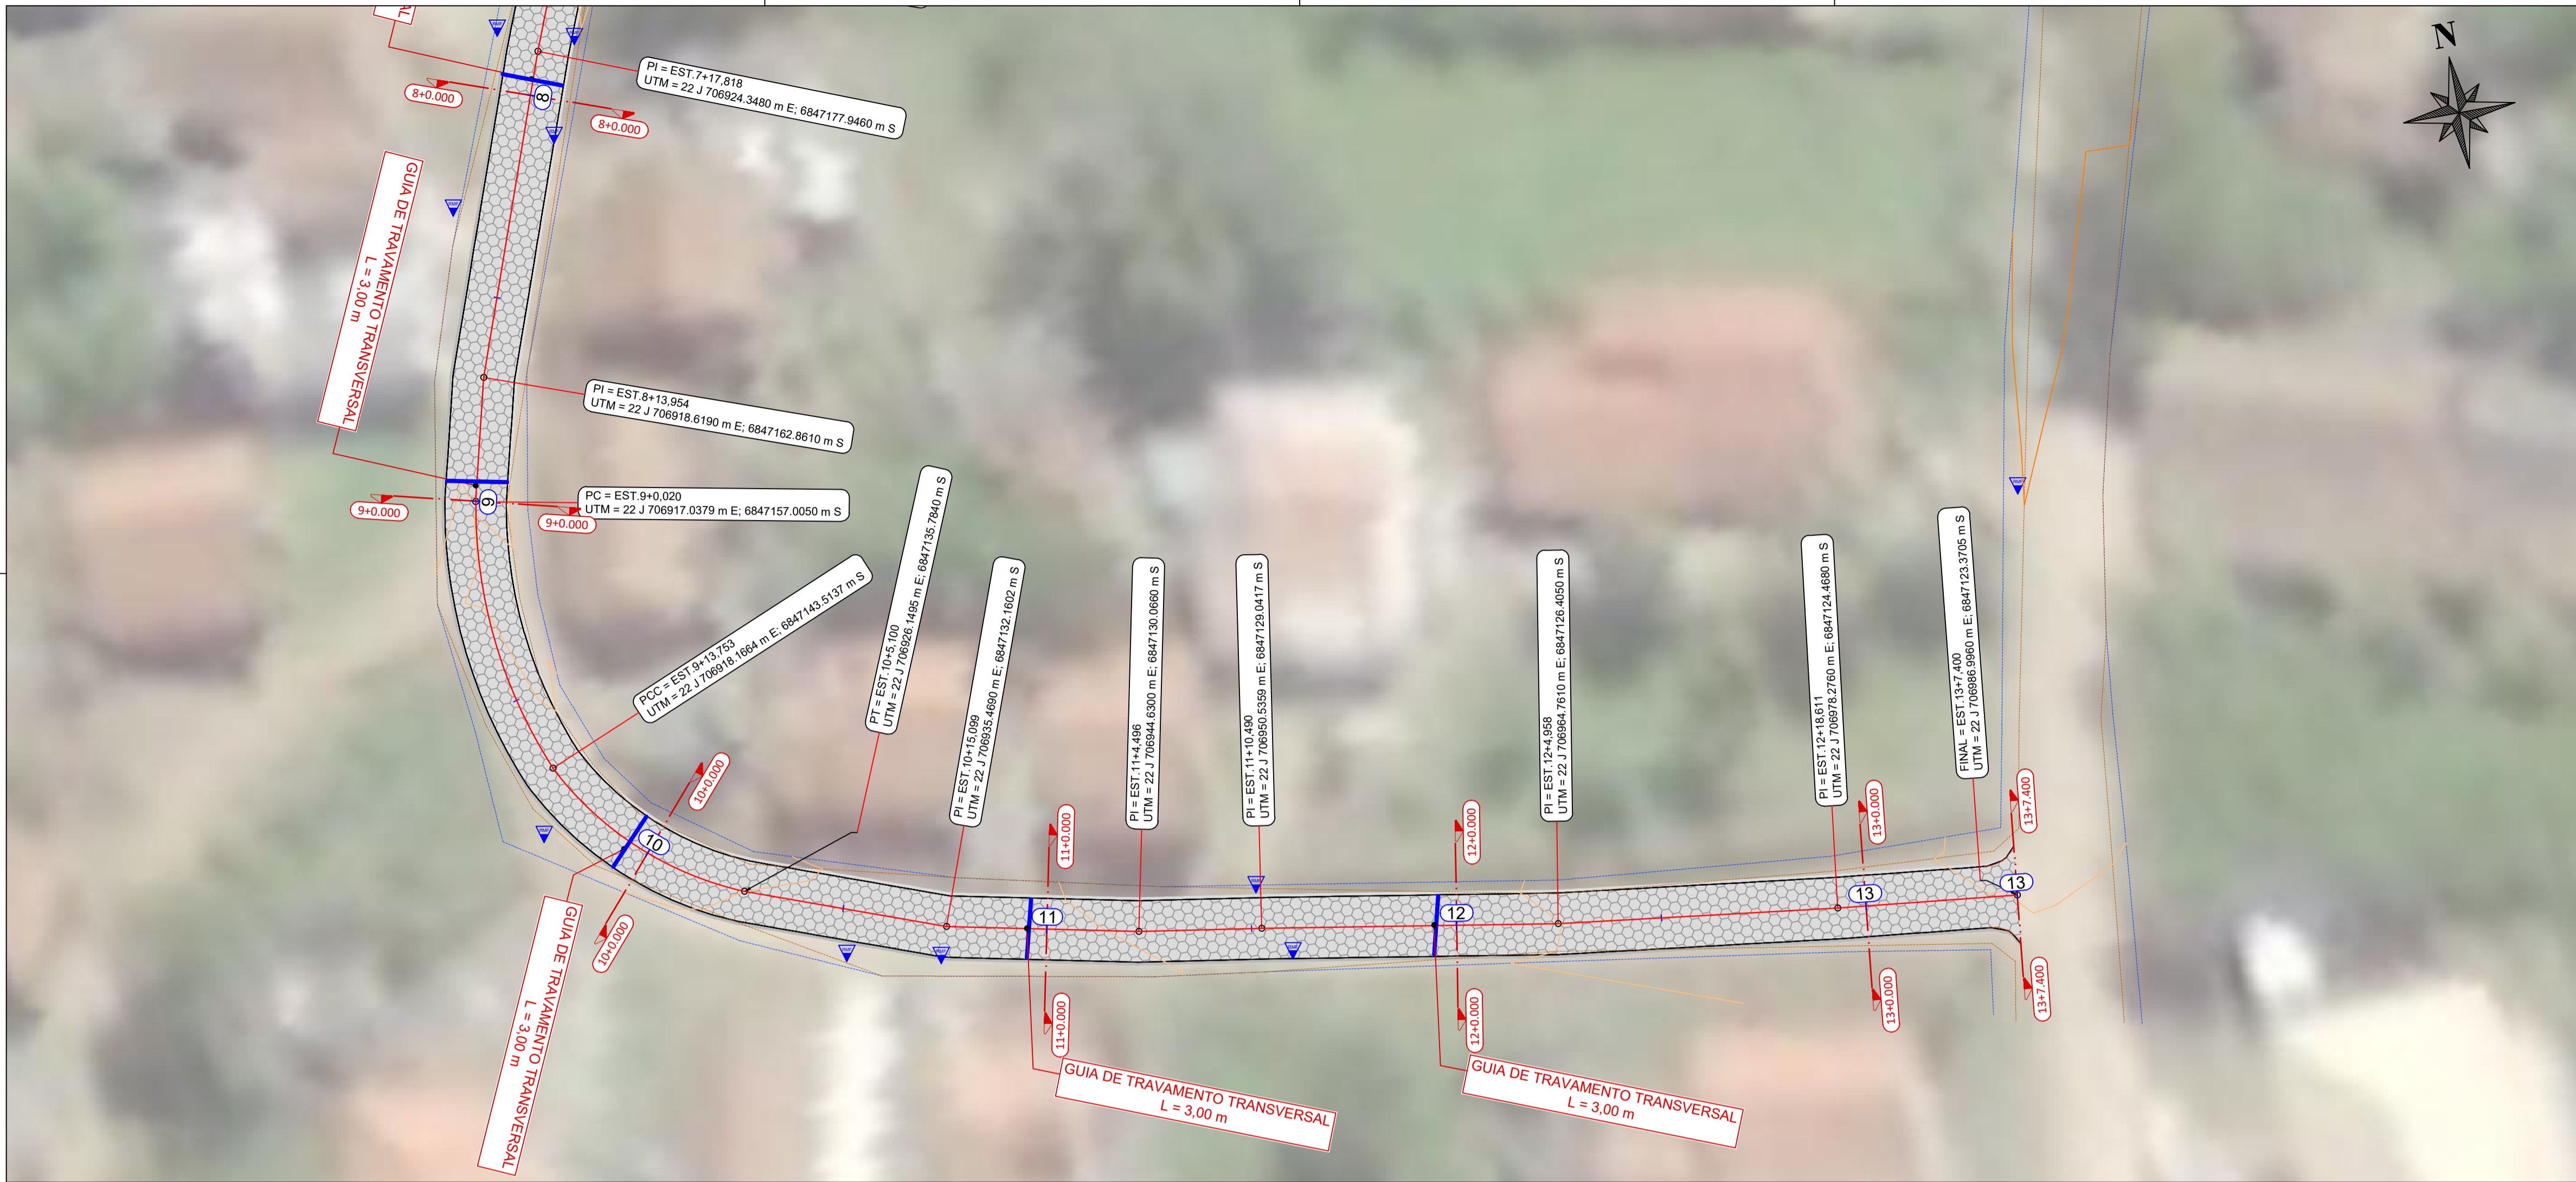 AL
N
PI = EST.7+17,818
UTM = 22 J 706924.3480 m E; 6847177.9460 m S
8+0.000
8
8+0.000
GUIA DE TRAVAMENTO TRANSVERSAL
L = 3,00 m
PI = EST.8+13,954
UTM = 22 J 706918.6190 m E; 6847162.8610 m S
9+0.000
9
9+0.000
PC = EST.9+0,020
UTM = 22 J 706917.0379 m E; 6847157.0050 m S
PCC = EST.9+13,753
UTM = 22 J 706918.1664 m E; 6847143.5137 m S
PT = EST.10+5,100
UTM = 22 J 706926.1495 m E; 6847135.7840 m S
PI = EST.10+15,099
UTM = 22 J 706935.4690 m E; 6847132.1602 m S
PI = EST.11+4,496
UTM = 22 J 706944.6300 m E; 6847130.0660 m S
PI = EST.11+10,490
UTM = 22 J 706950.5359 m E; 6847129.0417 m S
PI = EST.12+4,958
UTM = 22 J 706964.7610 m E; 6847126.4050 m S
PI = EST.12+18,611
UTM = 22 J 706978.2760 m E; 6847124.4680 m S
FINAL = EST.13+7,400
UTM = 22 J 706986.9960 m E; 6847123.3705 m S
10+0.000
10
10+0.000
11+0.000
11
11+0.000
12+0.000
12
12+0.000
13+0.000
13
13+0.000
13+7.400
13
13+7.400
GUIA DE TRAVAMENTO TRANSVERSAL
L = 3,00 m
GUIA DE TRAVAMENTO TRANSVERSAL
L = 3,00 m
GUIA DE TRAVAMENTO TRANSVERSAL
L = 3,00 m